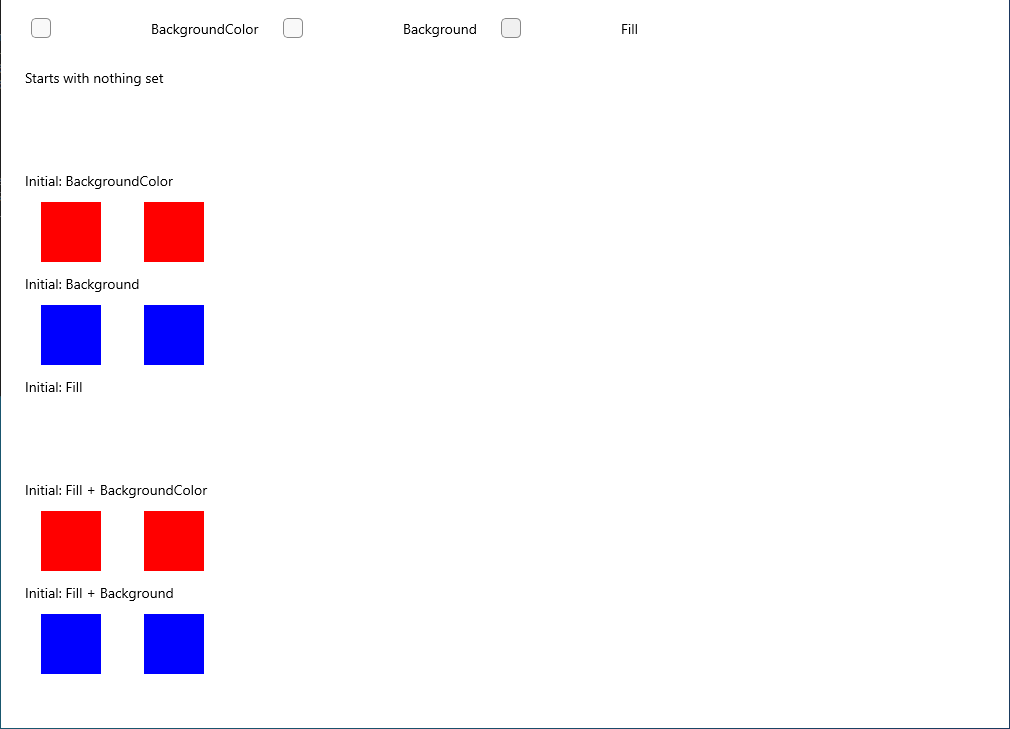 BackgroundColor Background Fill
Starts with nothing set
Initial: BackgroundColor
Initial: Background
Initial: Fill
Initial: Fill + BackgroundColor
Initial: Fill + Background